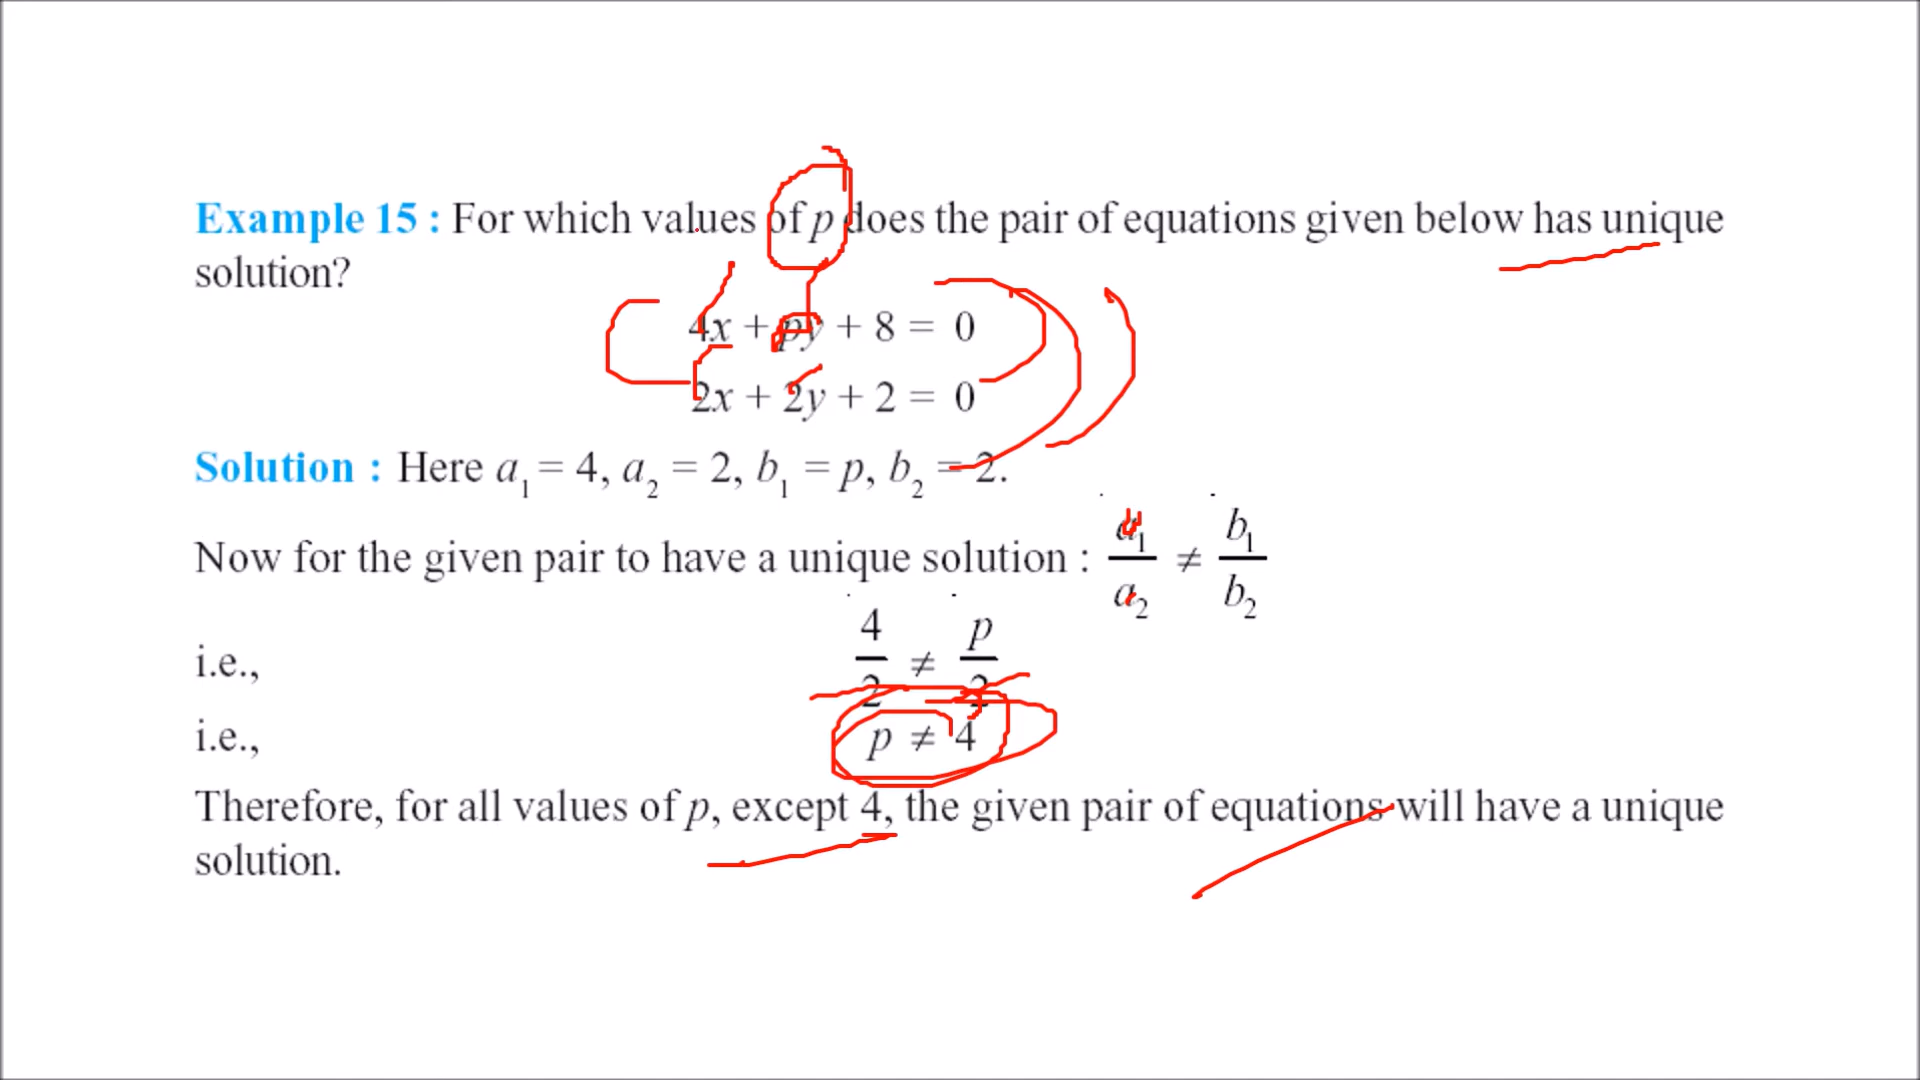 Example 15 : For which values of p does the pair of equations given below has unique
solution?
4x + py + 8 = 0
2x + 2y + 2 = 0
Solution : Here a₁ = 4, a₂ = 2, b₁ = p, b₂ = 2.
Now for the given pair to have a unique solution : a₁/a₂ ≠ b₁/b₂
i.e., 4/2 ≠ p/2
i.e., p ≠ 4
Therefore, for all values of p, except 4, the given pair of equations will have a unique
solution.